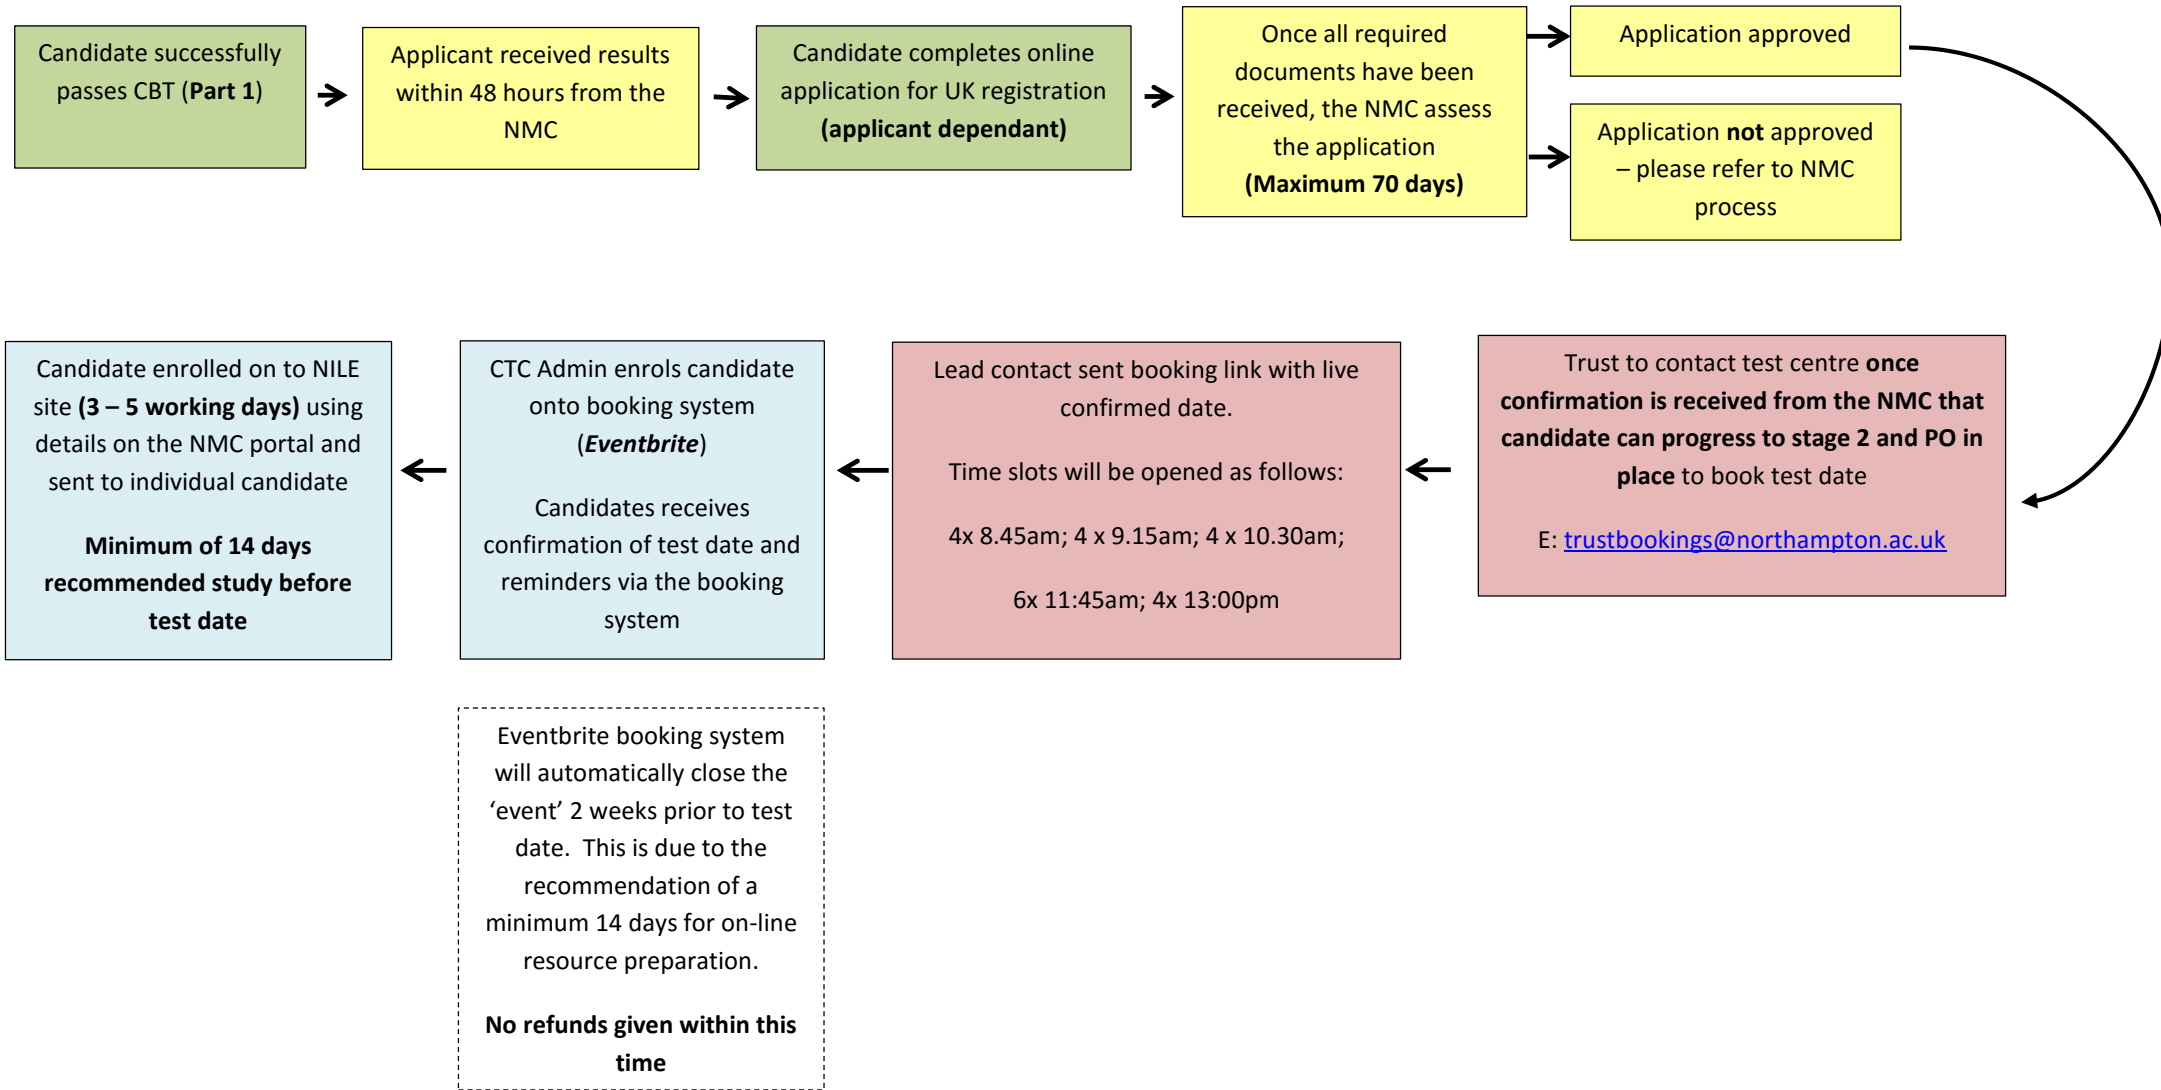 Candidate successfully
passes CBT (Part 1)
Applicant received results
within 48 hours from the
NMC
Candidate completes online
application for UK registration
(applicant dependant)
Once all required
documents have been
received, the NMC assess
the application
(Maximum 70 days)
Application approved
Application not approved
– please refer to NMC
process
Trust to contact test centre once
confirmation is received from the NMC that
candidate can progress to stage 2 and PO in
place to book test date
E: trustbookings@northampton.ac.uk
Lead contact sent booking link with live
confirmed date.
Time slots will be opened as follows:
4x 8.45am; 4 x 9.15am; 4 x 10.30am;
6x 11:45am; 4x 13:00pm
CTC Admin enrols candidate
onto booking system
(Eventbrite)
Candidates receives
confirmation of test date and
reminders via the booking
system
Candidate enrolled on to NILE
site (3 – 5 working days) using
details on the NMC portal and
sent to individual candidate
Minimum of 14 days
recommended study before
test date
Eventbrite booking system
will automatically close the
‘event’ 2 weeks prior to test
date.  This is due to the
recommendation of a
minimum 14 days for on-line
resource preparation.
No refunds given within this
time